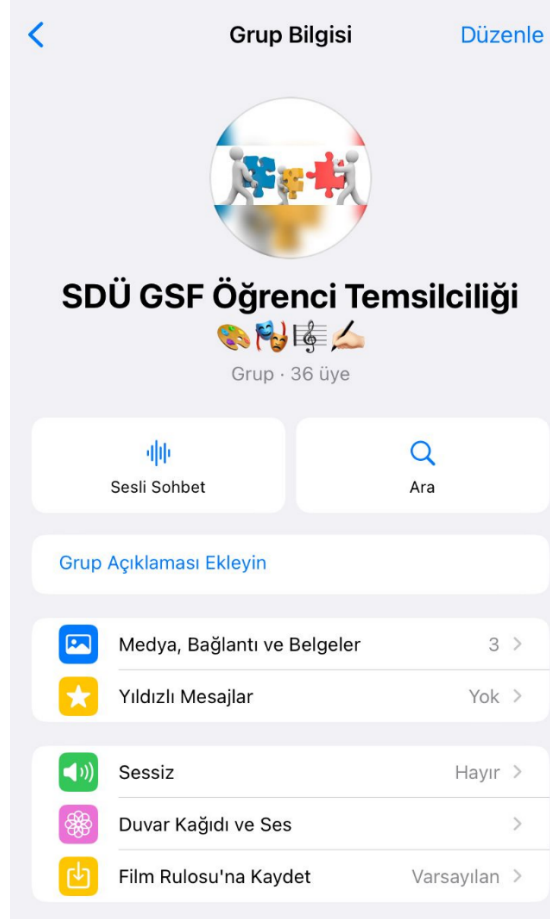 Grup Bilgisi
Düzenle
SDÜ GSF Öğrenci Temsilciliği
🎨🎭🎼✍🏻
Grup · 36 üye
Sesli Sohbet
Ara
Grup Açıklaması Ekleyin
Medya, Bağlantı ve Belgeler 3
Yıldızlı Mesajlar Yok
Sessiz Hayır
Duvar Kağıdı ve Ses
Film Rulosu'na Kaydet Varsayılan